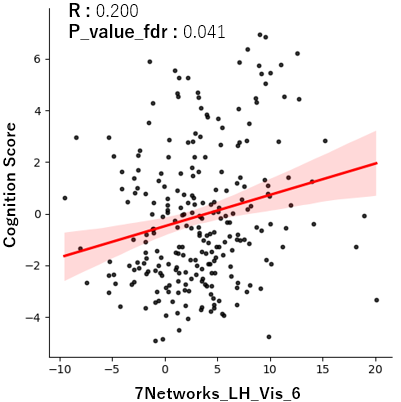 R : 0.200
P_value_fdr : 0.041
Cognition Score
6
4
2
0
−2
−4
−10 −5 0 5 10 15 20
7Networks_LH_Vis_6